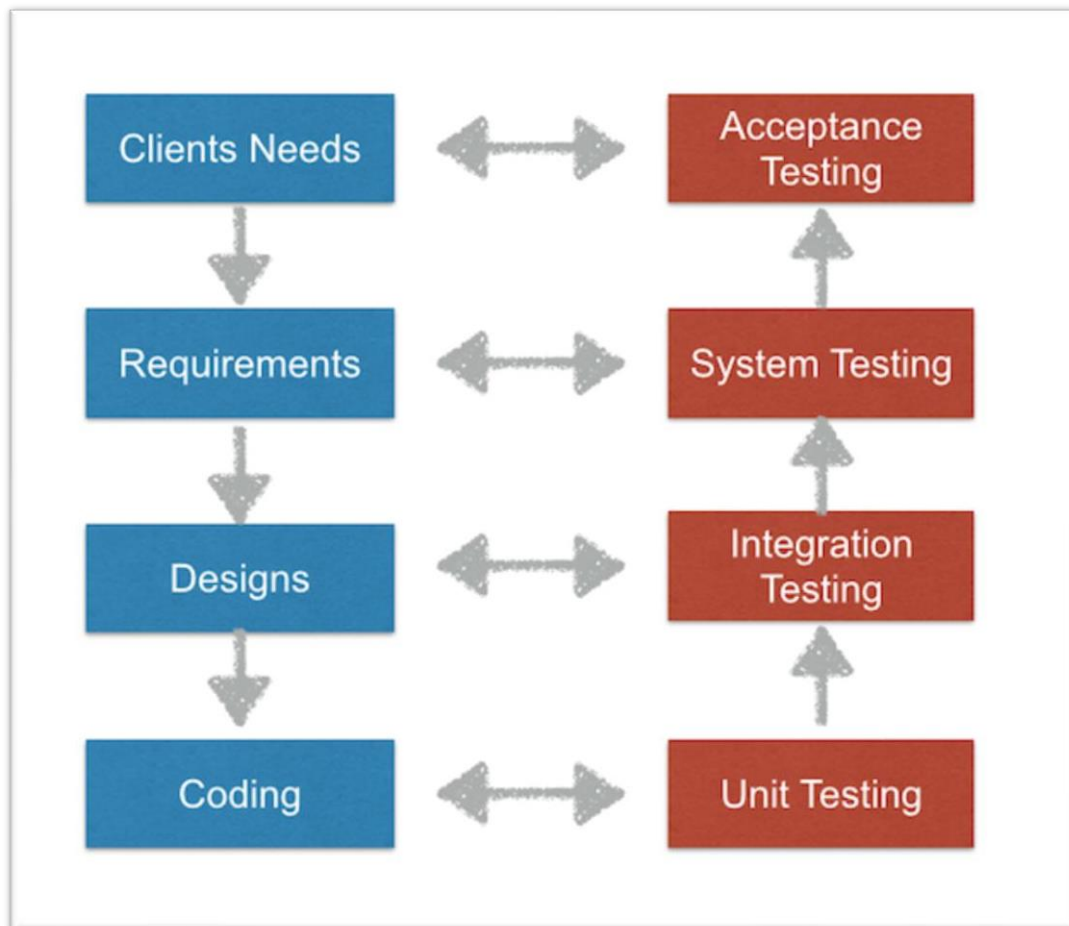 Clients Needs
Acceptance
Testing
Requirements
System Testing
Designs
Integration
Testing
Coding
Unit Testing